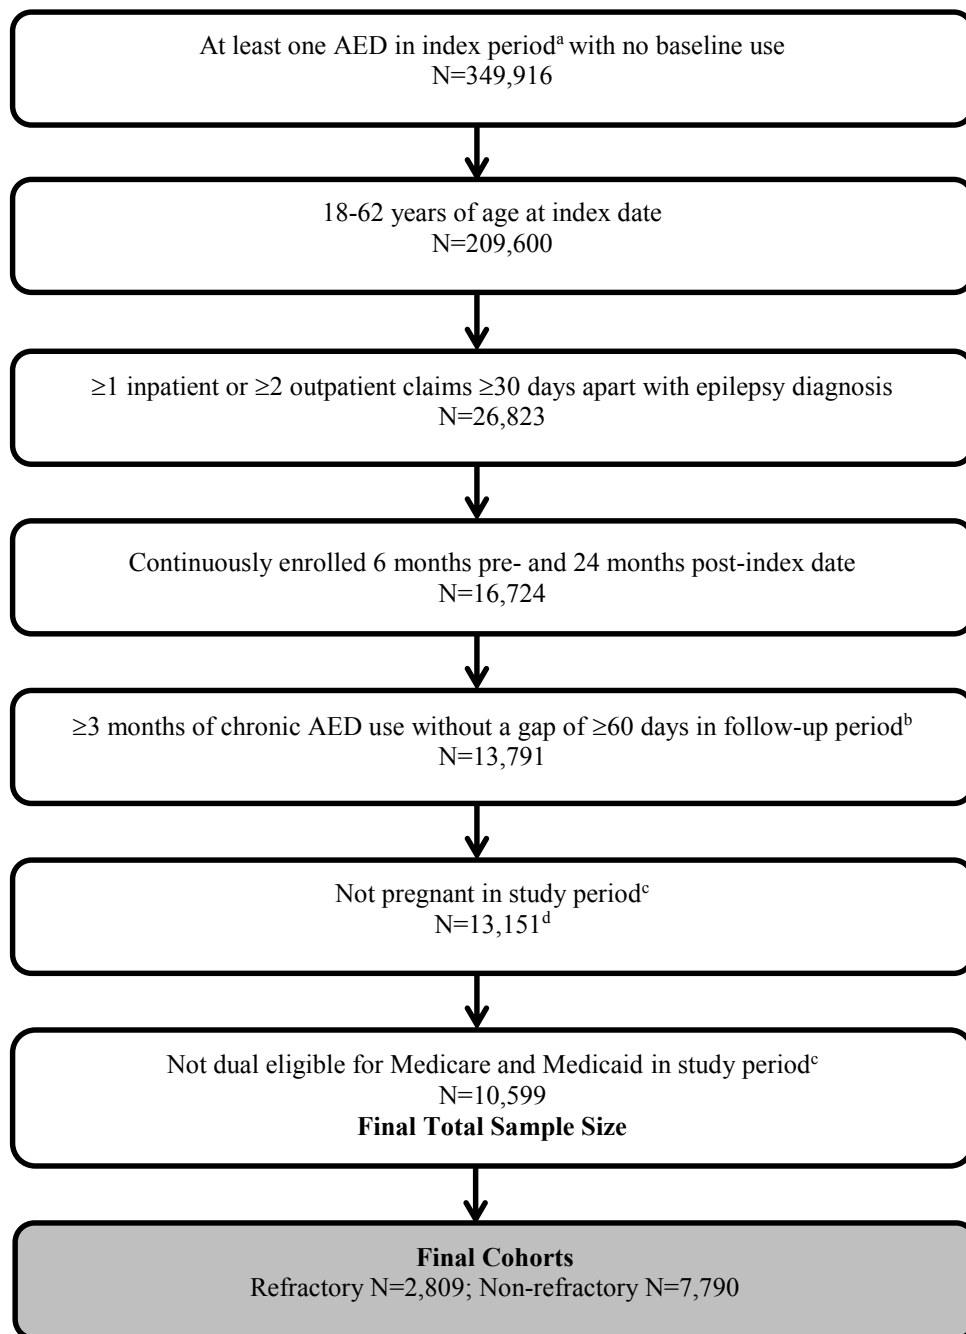 At least one AED in index periodᵃ with no baseline use
N=349,916
18-62 years of age at index date
N=209,600
≥1 inpatient or ≥2 outpatient claims ≥30 days apart with epilepsy diagnosis
N=26,823
Continuously enrolled 6 months pre- and 24 months post-index date
N=16,724
≥3 months of chronic AED use without a gap of ≥60 days in follow-up periodᵇ
N=13,791
Not pregnant in study periodᶜ
N=13,151ᵈ
Not dual eligible for Medicare and Medicaid in study periodᶜ
N=10,599
Final Total Sample Size
Final Cohorts
Refractory N=2,809; Non-refractory N=7,790